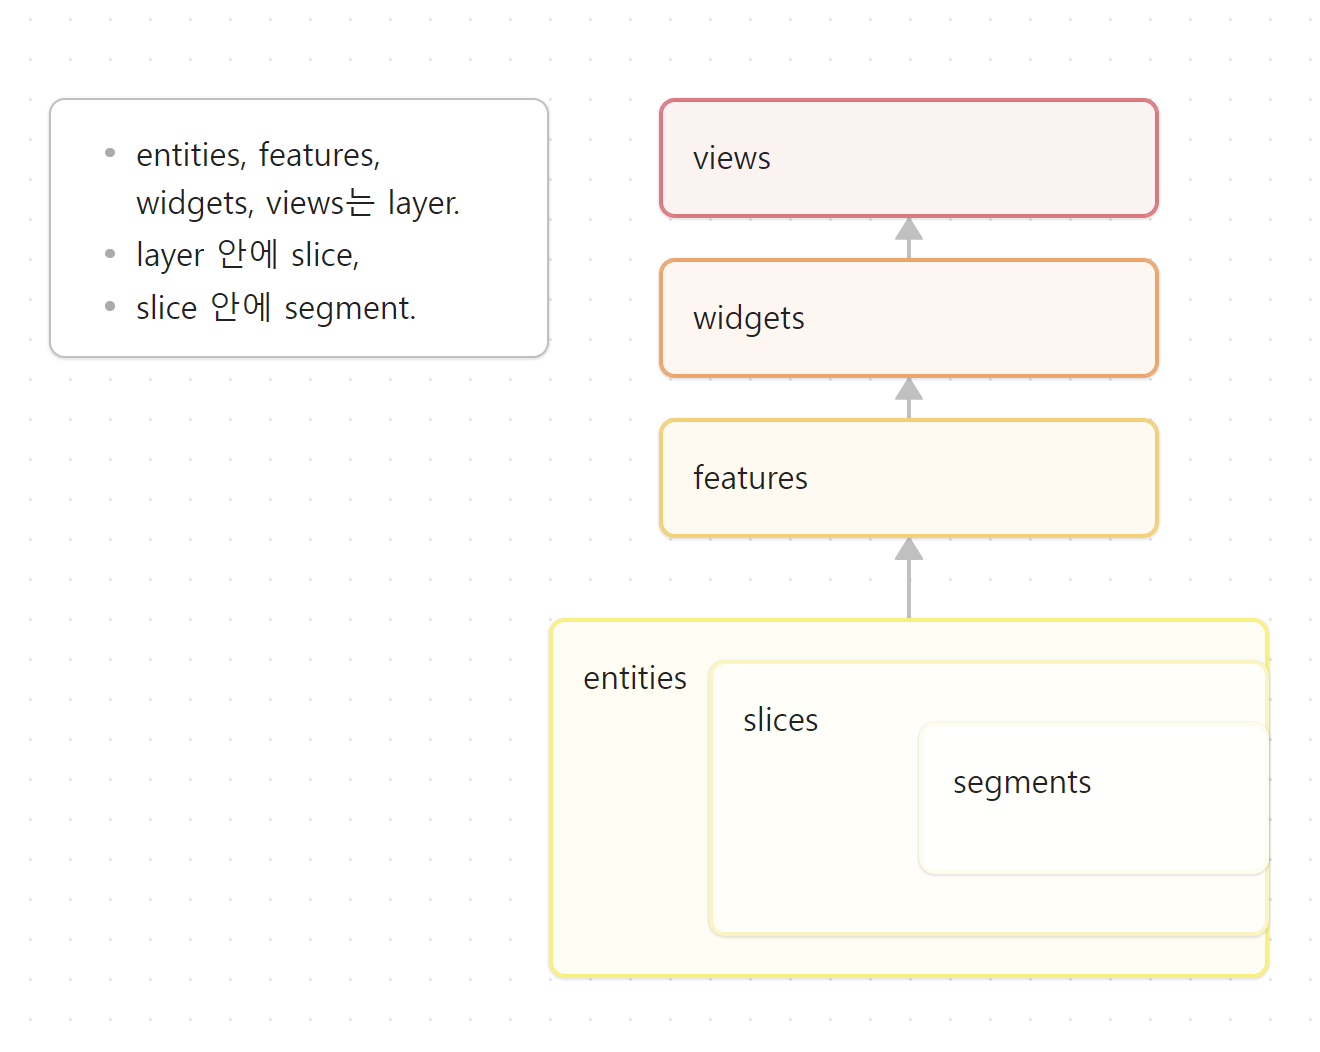 entities, features,
widgets, views는 layer.
layer 안에 slice,
slice 안에 segment.
views
widgets
features
entities
slices
segments